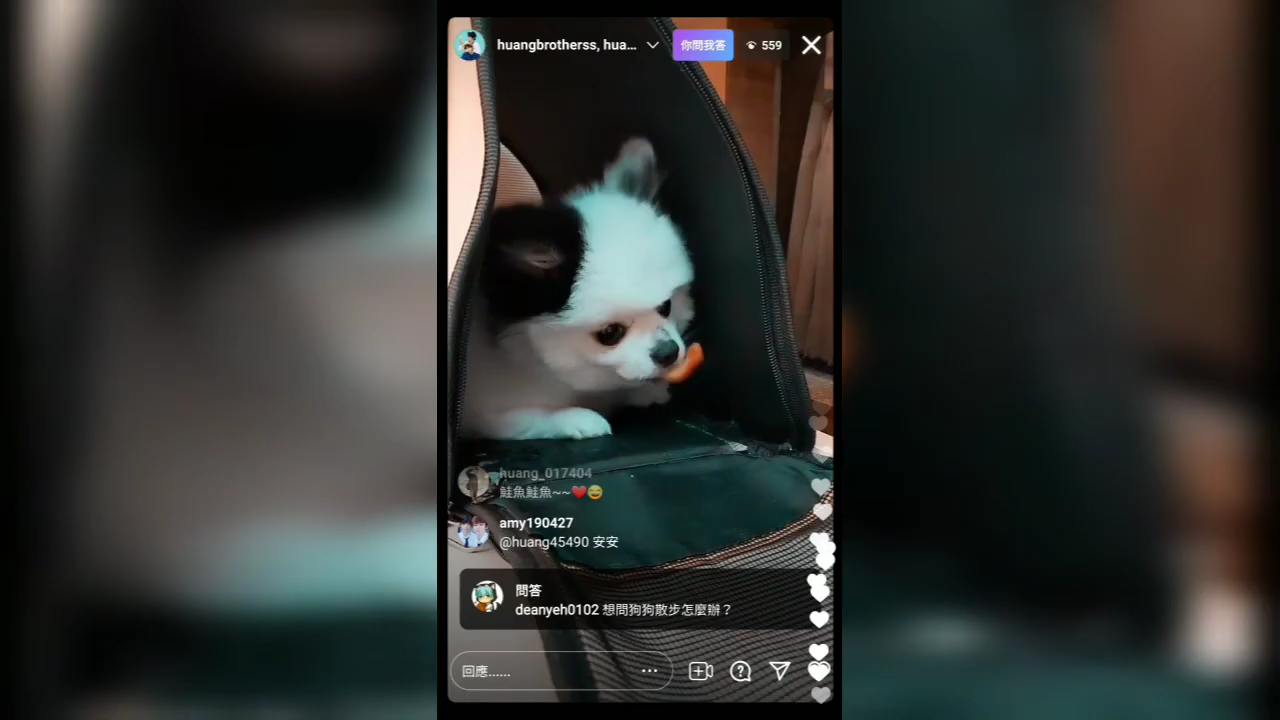 huangbrotherss, hua...
你問我答
559
huang_017404
鮭魚鮭魚~~❤️😂
amy190427
@huang45490 安安
問答
deanyeh0102 想問狗狗散步怎麼辦？
回應......